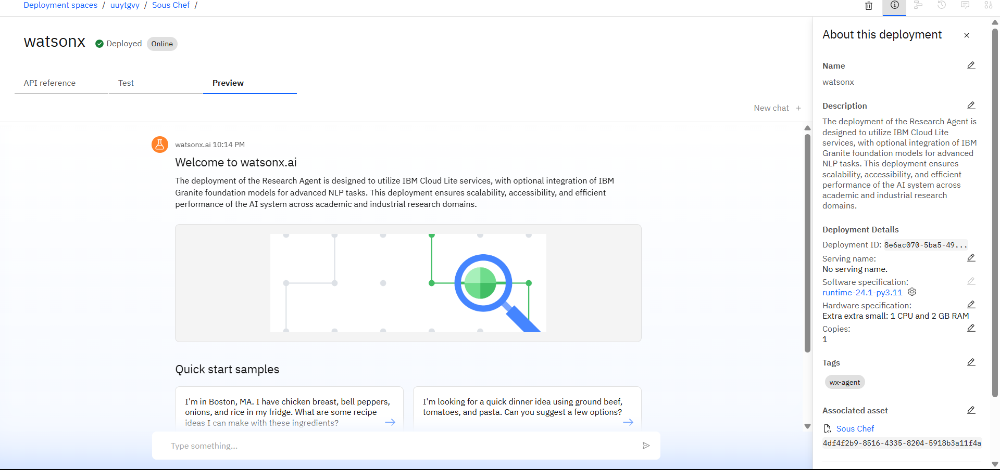 Deployment spaces / uuytgvy / Sous Chef /
watsonx Deployed Online
API reference Test Preview
New chat +
watsonx.ai 10:14 PM
Welcome to watsonx.ai
The deployment of the Research Agent is designed to utilize IBM Cloud Lite services, with optional integration of IBM
Granite foundation models for advanced NLP tasks. This deployment ensures scalability, accessibility, and efficient
performance of the AI system across academic and industrial research domains.
Quick start samples
I'm in Boston, MA. I have chicken breast, bell peppers,
onions, and rice in my fridge. What are some recipe
ideas I can make with these ingredients?
I'm looking for a quick dinner idea using ground beef,
tomatoes, and pasta. Can you suggest a few options?
Type something...
About this deployment
Name
watsonx
Description
The deployment of the Research Agent is
designed to utilize IBM Cloud Lite
services, with optional integration of IBM
Granite foundation models for advanced
NLP tasks. This deployment ensures
scalability, accessibility, and efficient
performance of the AI system across
academic and industrial research
domains.
Deployment Details
Deployment ID: 8e6ac070-5ba5-49...
Serving name:
No serving name.
Software specification:
runtime-24.1-py3.11
Hardware specification:
Extra extra small: 1 CPU and 2 GB RAM
Copies:
1
Tags
wx-agent
Associated asset
Sous Chef
4df4f2b9-8516-4335-8204-5918b3a11f4a